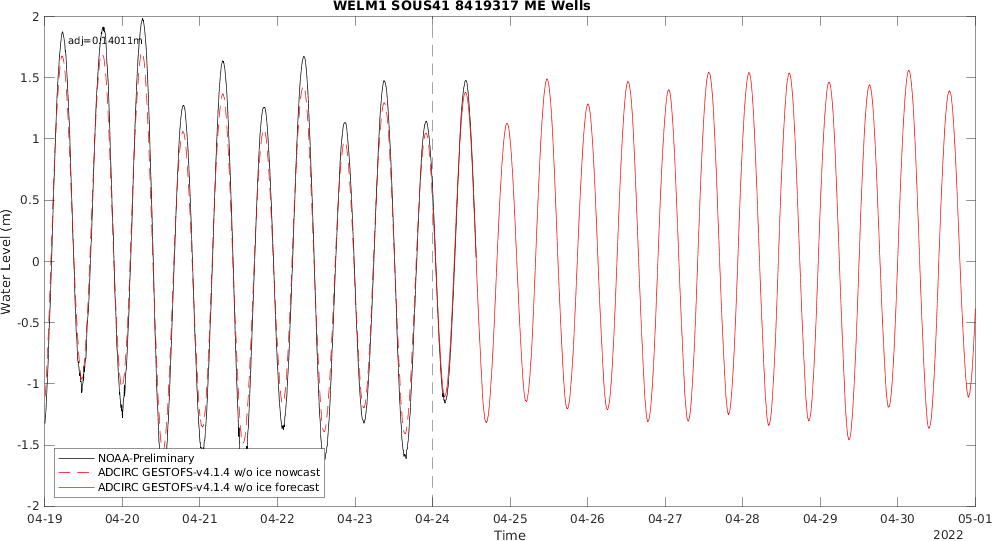 WELM1 SOUS41 8419317 ME Wells
adj=0.14011m
Water Level (m)
2
1.5
1
0.5
0
-0.5
-1
-1.5
-2
NOAA-Preliminary
ADCIRC GESTOFS-v4.1.4 w/o ice nowcast
ADCIRC GESTOFS-v4.1.4 w/o ice forecast
04-19 04-20 04-21 04-22 04-23 04-24 04-25 04-26 04-27 04-28 04-29 04-30 05-01
Time
2022